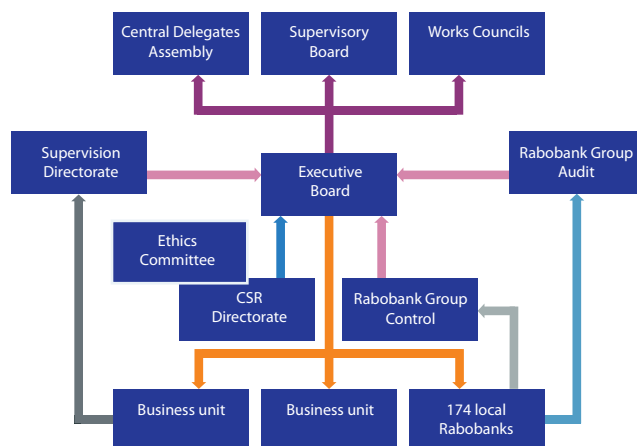 Central Delegates
Assembly
Supervisory
Board
Works Councils
Supervision
Directorate
Executive
Board
Rabobank Group
Audit
Ethics
Committee
CSR
Directorate
Rabobank Group
Control
Business unit
Business unit
174 local
Rabobanks